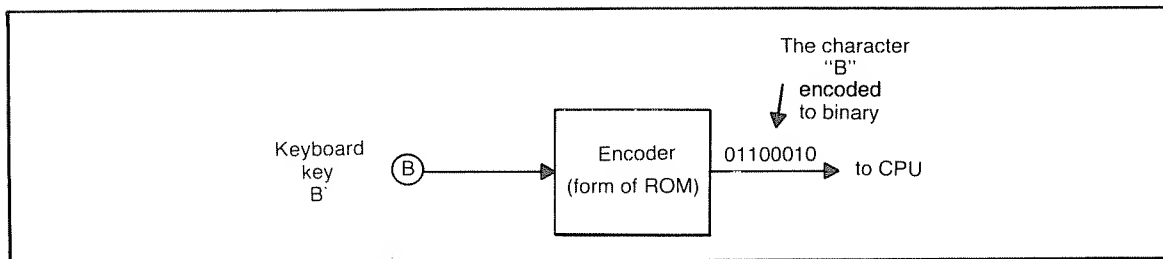 Keyboard
key
B
B
Encoder
(form of ROM)
The character
"B"
encoded
to binary
01100010
to CPU